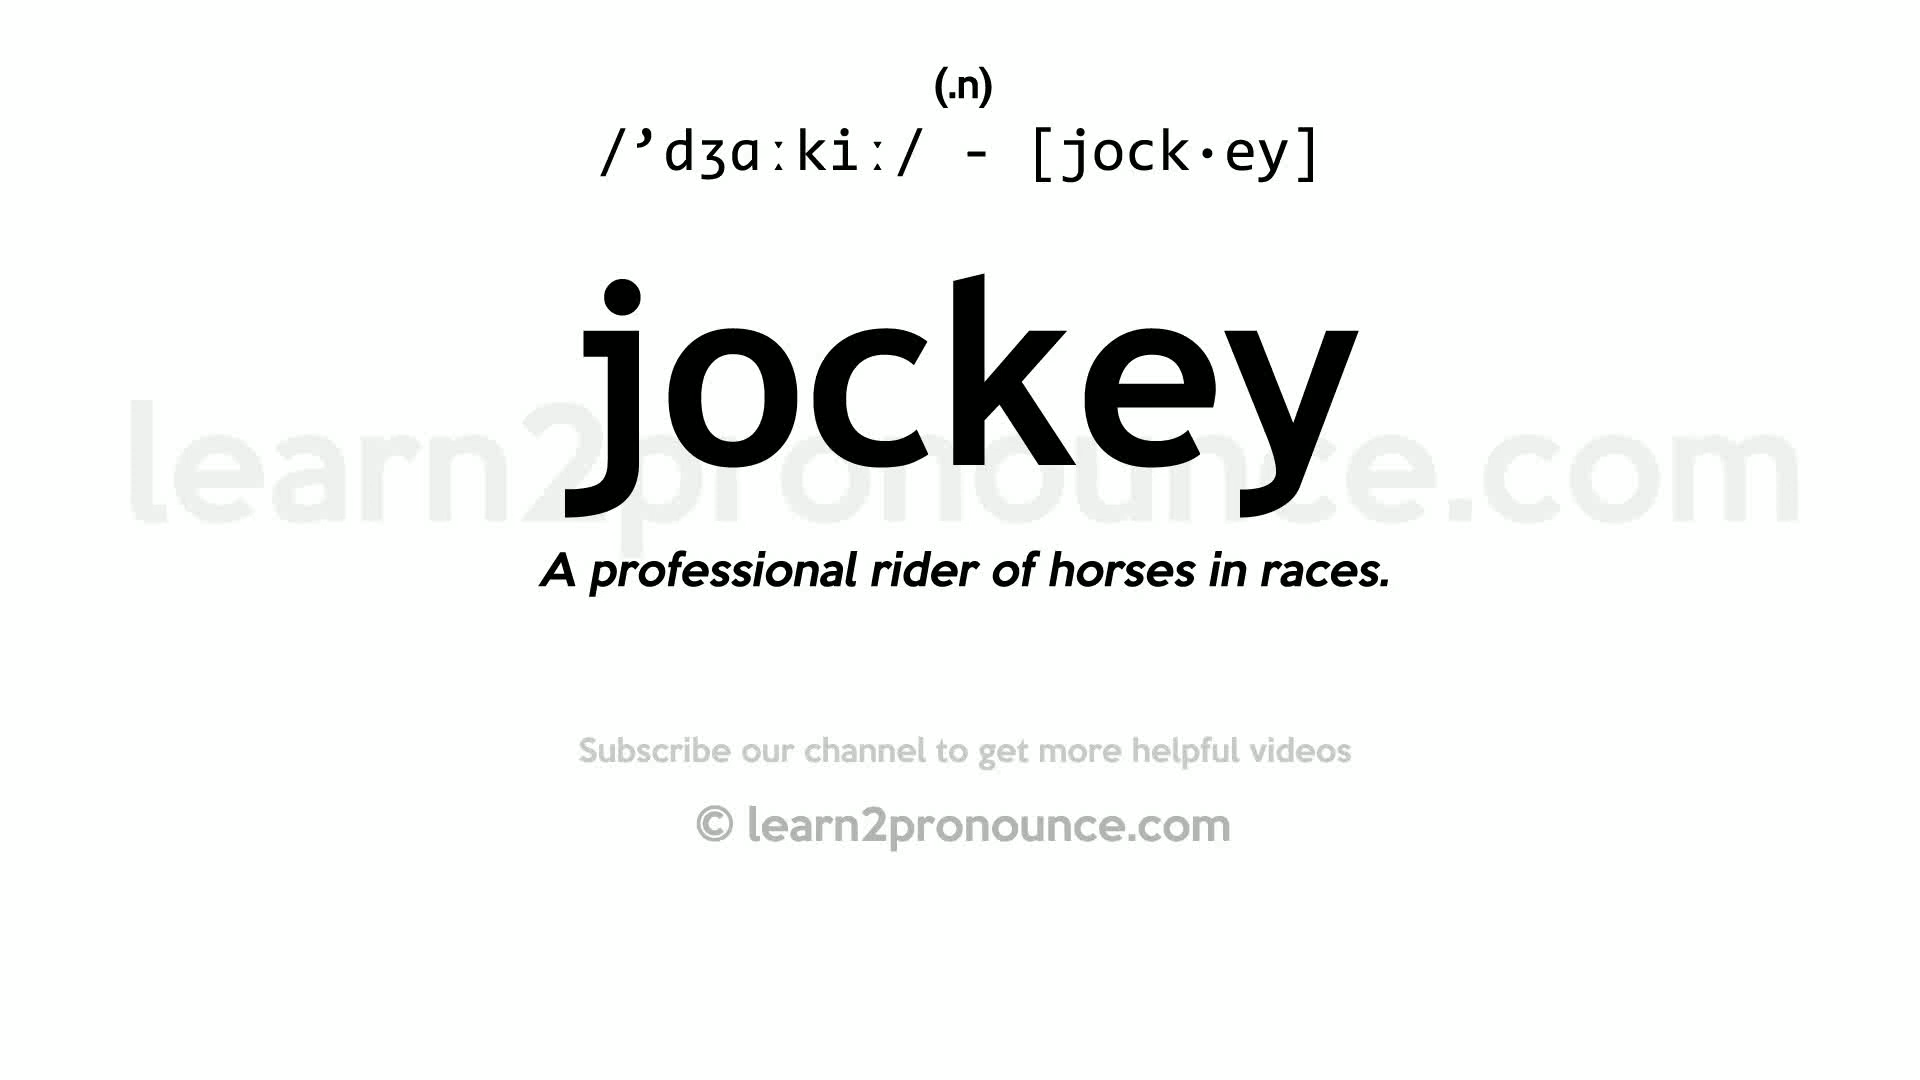 (.n)
/’dʒɑːkiː/ - [jock·ey]
jockey
learn2pronounce.com
A professional rider of horses in races.
Subscribe our channel to get more helpful videos
© learn2pronounce.com